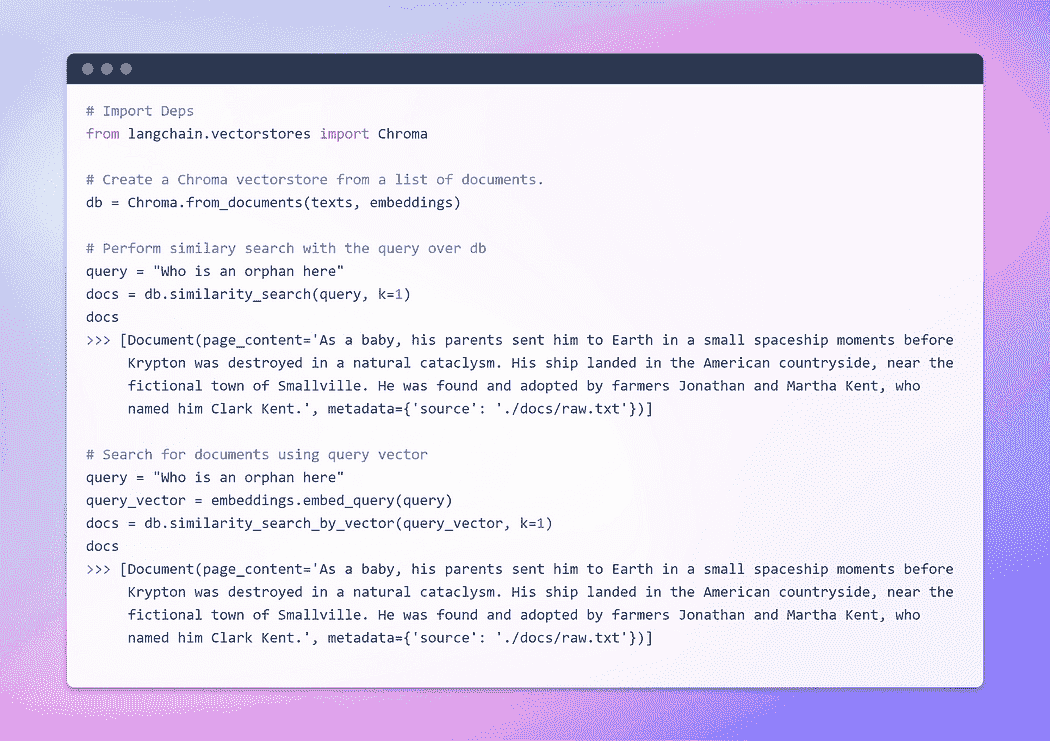 # Import Deps
from langchain.vectorstores import Chroma
# Create a Chroma vectorstore from a list of documents.
db = Chroma.from_documents(texts, embeddings)
# Perform similary search with the query over db
query = "Who is an orphan here"
docs = db.similarity_search(query, k=1)
docs
>>> [Document(page_content='As a baby, his parents sent him to Earth in a small spaceship moments before
Krypton was destroyed in a natural cataclysm. His ship landed in the American countryside, near the
fictional town of Smallville. He was found and adopted by farmers Jonathan and Martha Kent, who
named him Clark Kent.', metadata={'source': './docs/raw.txt'})]
# Search for documents using query vector
query = "Who is an orphan here"
query_vector = embeddings.embed_query(query)
docs = db.similarity_search_by_vector(query_vector, k=1)
docs
>>> [Document(page_content='As a baby, his parents sent him to Earth in a small spaceship moments before
Krypton was destroyed in a natural cataclysm. His ship landed in the American countryside, near the
fictional town of Smallville. He was found and adopted by farmers Jonathan and Martha Kent, who
named him Clark Kent.', metadata={'source': './docs/raw.txt'})]